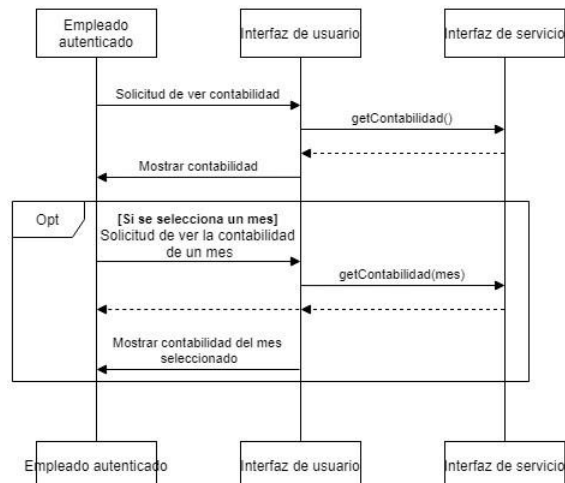 Empleado
autenticado
Interfaz de usuario
Interfaz de servicio
Solicitud de ver contabilidad
getContabilidad()
Mostrar contabilidad
Opt
[Si se selecciona un mes]
Solicitud de ver la contabilidad
de un mes
getContabilidad(mes)
Mostrar contabilidad del mes
seleccionado
Empleado autenticado
Interfaz de usuario
Interfaz de servicio